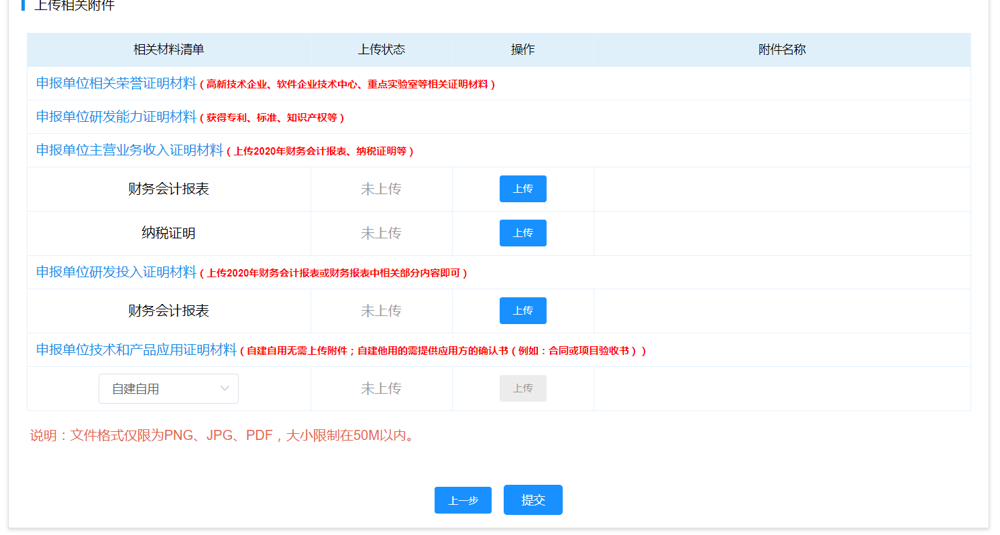 上传相关附件
相关材料清单 上传状态 操作 附件名称
申报单位相关荣誉证明材料(高新技术企业、软件企业技术中心、重点实验室等相关证明材料)
申报单位研发能力证明材料(获得专利、标准、知识产权等)
申报单位主营业务收入证明材料(上传2020年财务会计报表、纳税证明等)
财务会计报表 未上传 上传
纳税证明 未上传 上传
申报单位研发投入证明材料(上传2020年财务会计报表或财务报表中相关部分内容即可)
财务会计报表 未上传 上传
申报单位技术和产品应用证明材料(自建自用无需上传附件；自建他用的需提供应用方的确认书(例如：合同或项目验收书))
自建自用 未上传 上传
说明：文件格式仅限为PNG、JPG、PDF，大小限制在50M以内。
上一步 提交